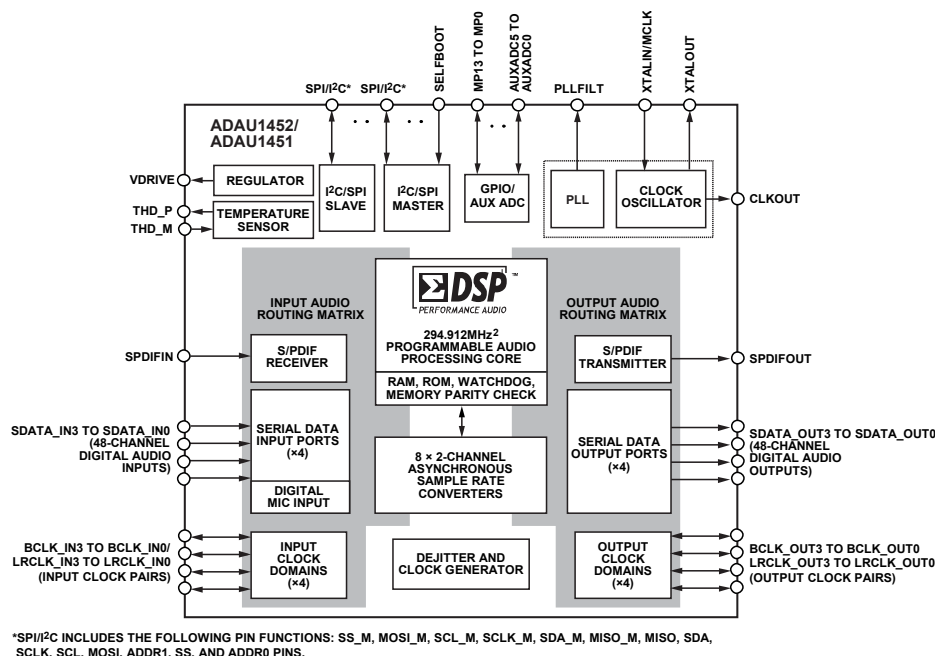 SPI/I²C*
SPI/I²C*
SELFBOOT
MP13 TO MP0
AUXADC5 TO
AUXADC0
PLLFILT
XTALIN/MCLK
XTALOUT
ADAU1452/
ADAU1451
VDRIVE
REGULATOR
THD_P
THD_M
TEMPERATURE
SENSOR
I²C/SPI
SLAVE
I²C/SPI
MASTER
GPIO/
AUX ADC
PLL
CLOCK
OSCILLATOR
CLKOUT
INPUT AUDIO
ROUTING MATRIX
DSP™
PERFORMANCE AUDIO
294.912MHz²
PROGRAMMABLE AUDIO
PROCESSING CORE
RAM, ROM, WATCHDOG,
MEMORY PARITY CHECK
OUTPUT AUDIO
ROUTING MATRIX
SPDIFIN
S/PDIF
RECEIVER
S/PDIF
TRANSMITTER
SPDIFOUT
SDATA_IN3 TO SDATA_IN0
(48-CHANNEL
DIGITAL AUDIO
INPUTS)
SERIAL DATA
INPUT PORTS
(×4)
DIGITAL
MIC INPUT
8 × 2-CHANNEL
ASYNCHRONOUS
SAMPLE RATE
CONVERTERS
SERIAL DATA
OUTPUT PORTS
(×4)
SDATA_OUT3 TO SDATA_OUT0
(48-CHANNEL
DIGITAL AUDIO
OUTPUTS)
BCLK_IN3 TO BCLK_IN0/
LRCLK_IN3 TO LRCLK_IN0
(INPUT CLOCK PAIRS)
INPUT
CLOCK
DOMAINS
(×4)
DEJITTER AND
CLOCK GENERATOR
OUTPUT
CLOCK
DOMAINS
(×4)
BCLK_OUT3 TO BCLK_OUT0
LRCLK_OUT3 TO LRCLK_OUT0
(OUTPUT CLOCK PAIRS)
*SPI/I²C INCLUDES THE FOLLOWING PIN FUNCTIONS: SS_M, MOSI_M, SCL_M, SCLK_M, SDA_M, MISO_M, MISO, SDA,
SCLK, SCL, MOSI, ADDR1, SS, AND ADDR0 PINS.